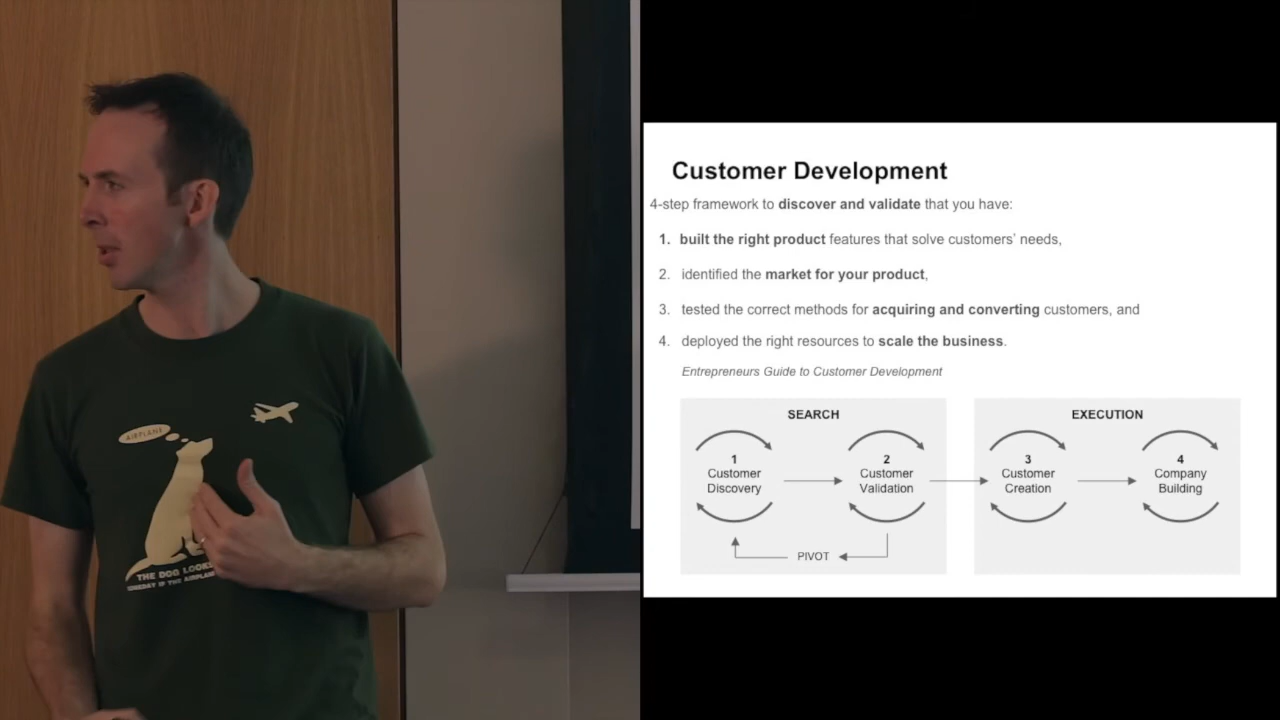 AIRPLANE
THE DOG LOOKE
Customer Development
4-step framework to discover and validate that you have:
1. built the right product features that solve customers’ needs,
2. identified the market for your product,
3. tested the correct methods for acquiring and converting customers, and
4. deployed the right resources to scale the business.
Entrepreneurs Guide to Customer Development
SEARCH
1
Customer
Discovery
2
Customer
Validation
PIVOT
EXECUTION
3
Customer
Creation
4
Company
Building